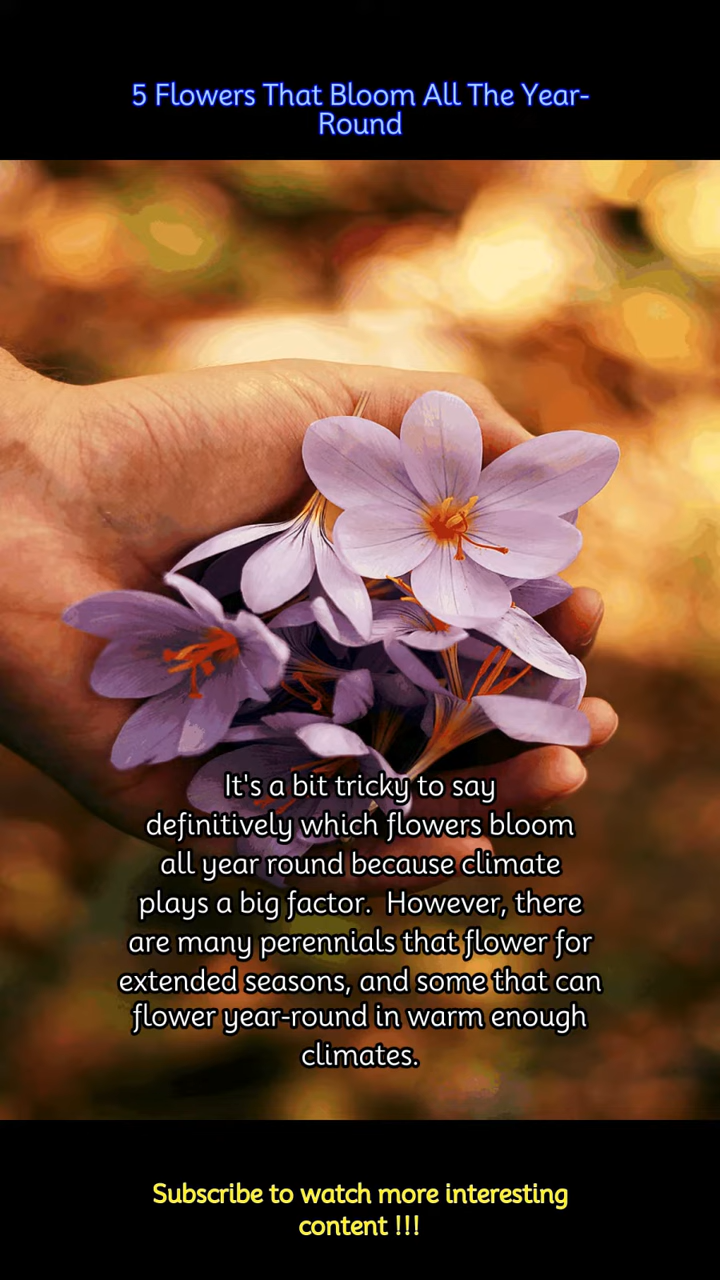 5 Flowers That Bloom All The Year-
Round
It's a bit tricky to say
definitively which flowers bloom
all year round because climate
plays a big factor.  However, there
are many perennials that flower for
extended seasons, and some that can
flower year-round in warm enough
climates.
Subscribe to watch more interesting
content !!!